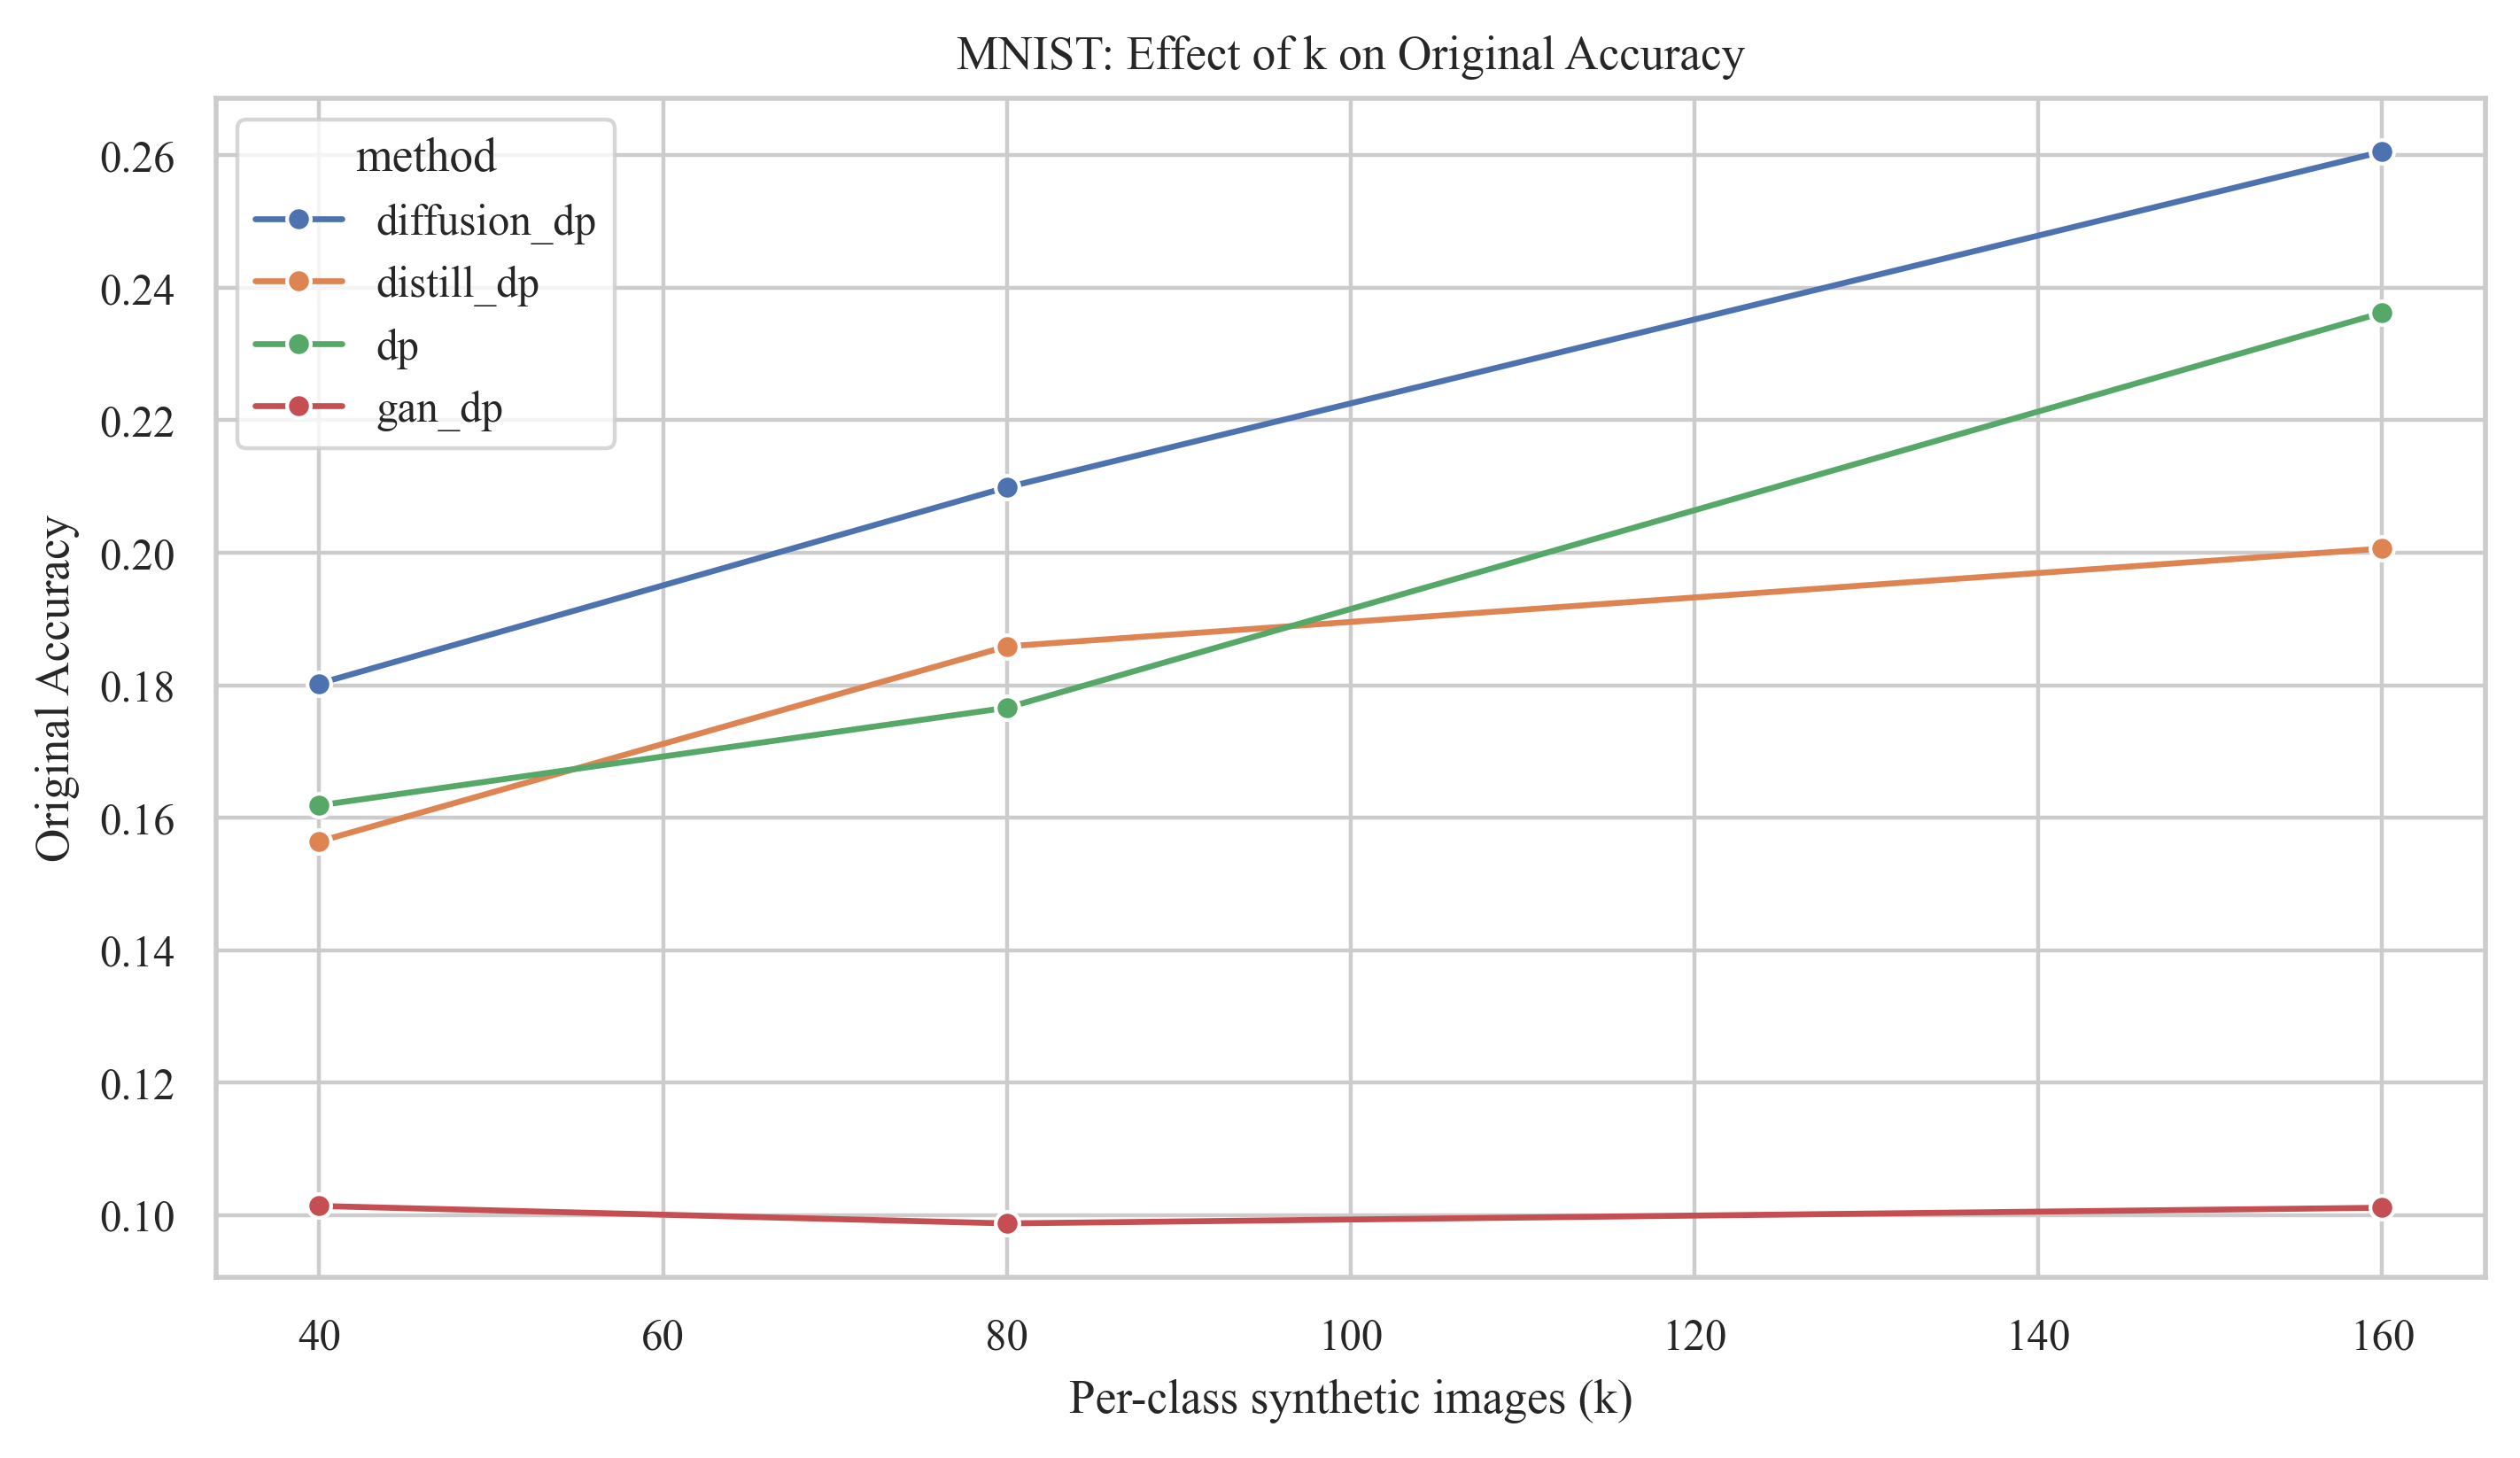 MNIST: Effect of k on Original Accuracy
method
diffusion_dp
distill_dp
dp
gan_dp
Original Accuracy
0.26
0.24
0.22
0.20
0.18
0.16
0.14
0.12
0.10
40 60 80 100 120 140 160
Per-class synthetic images (k)